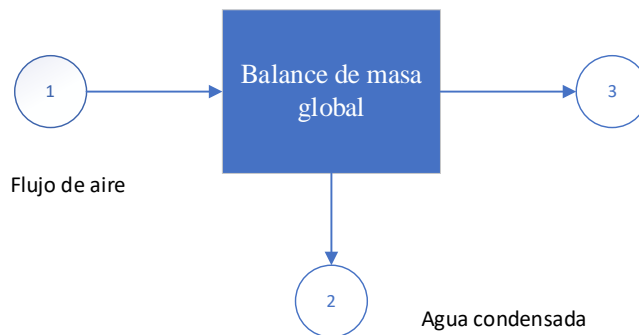 1
Balance de masa
global
3
Flujo de aire
2
Agua condensada